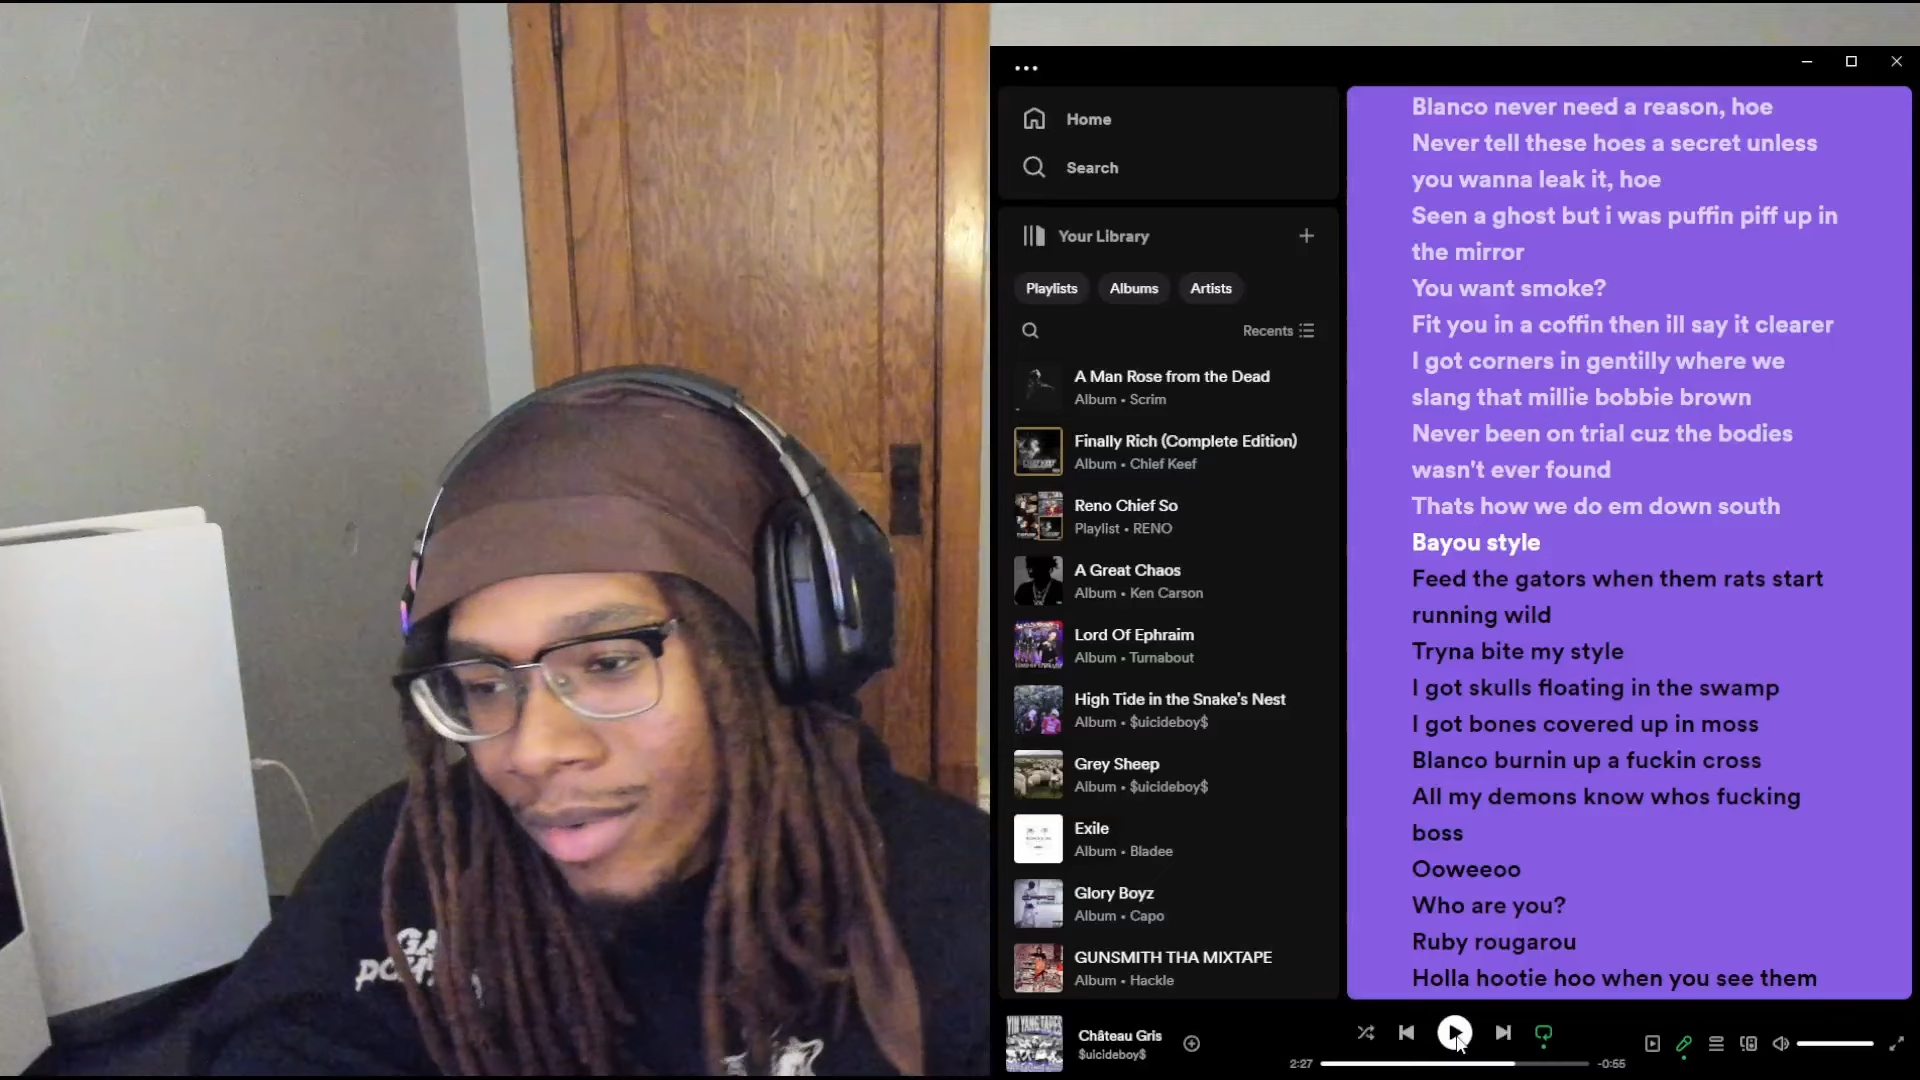 Home
Search
Your Library
Playlists
Albums
Artists
Recents
A Man Rose from the Dead
Album • Scrim
Finally Rich (Complete Edition)
Album • Chief Keef
Reno Chief So
Playlist • RENO
A Great Chaos
Album • Ken Carson
Lord Of Ephraim
Album • Turnabout
High Tide in the Snake's Nest
Album • $uicideboy$
Grey Sheep
Album • $uicideboy$
Exile
Album • Bladee
Glory Boyz
Album • Capo
GUNSMITH THA MIXTAPE
Album • Hackle
Blanco never need a reason, hoe
Never tell these hoes a secret unless
you wanna leak it, hoe
Seen a ghost but i was puffin piff up in
the mirror
You want smoke?
Fit you in a coffin then ill say it clearer
I got corners in gentilly where we
slang that millie bobbie brown
Never been on trial cuz the bodies
wasn't ever found
Thats how we do em down south
Bayou style
Feed the gators when them rats start
running wild
Tryna bite my style
I got skulls floating in the swamp
I got bones covered up in moss
Blanco burnin up a fuckin cross
All my demons know whos fucking
boss
Ooweeoo
Who are you?
Ruby rougarou
Holla hootie hoo when you see them
YIN YANG TAPES
Château Gris
$uicideboy$
2:27
-0:55